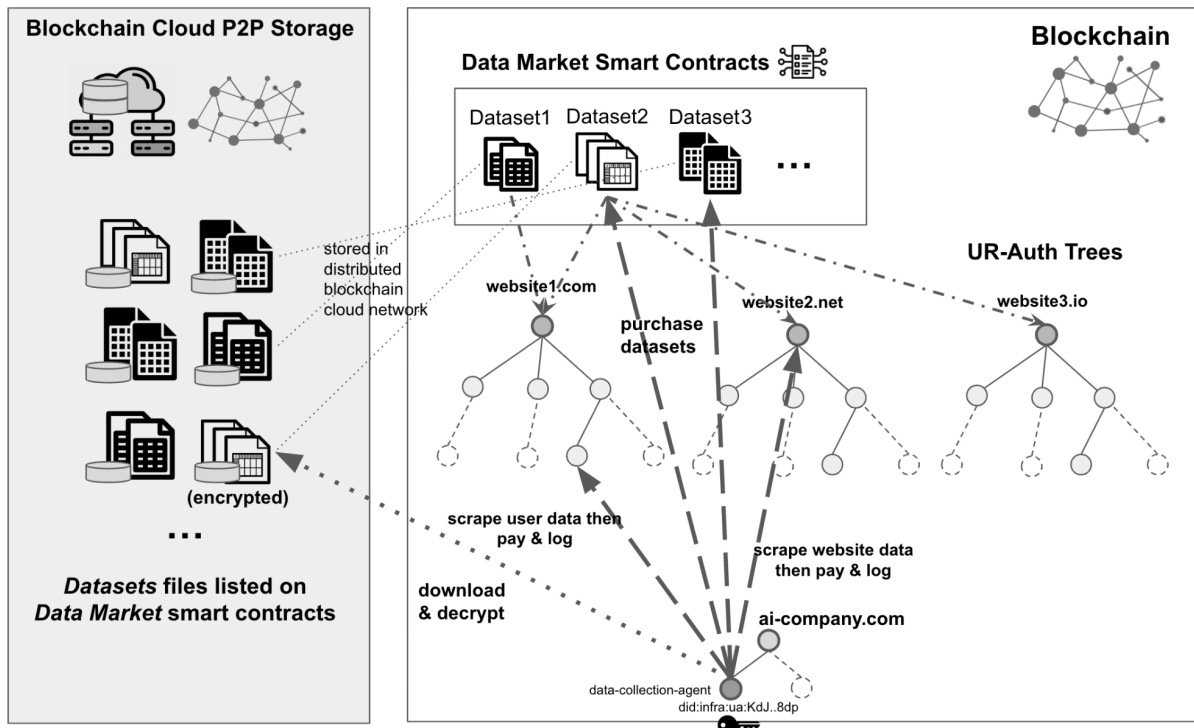 Blockchain Cloud P2P Storage
Blockchain
Data Market Smart Contracts
Dataset1
Dataset2
Dataset3
...
stored in
distributed
blockchain
cloud network
UR-Auth Trees
website1.com
website2.net
website3.io
purchase
datasets
(encrypted)
...
scrape user data then
pay & log
scrape website data
then pay & log
Datasets files listed on
Data Market smart contracts
download
& decrypt
ai-company.com
data-collection-agent
did:infra:ua:KdJ..8dp